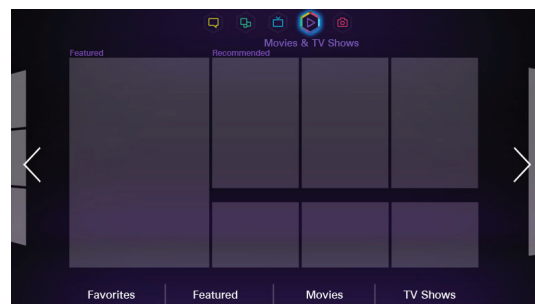 Movies & TV Shows
Featured
Recommended
Favorites
Featured
Movies
TV Shows